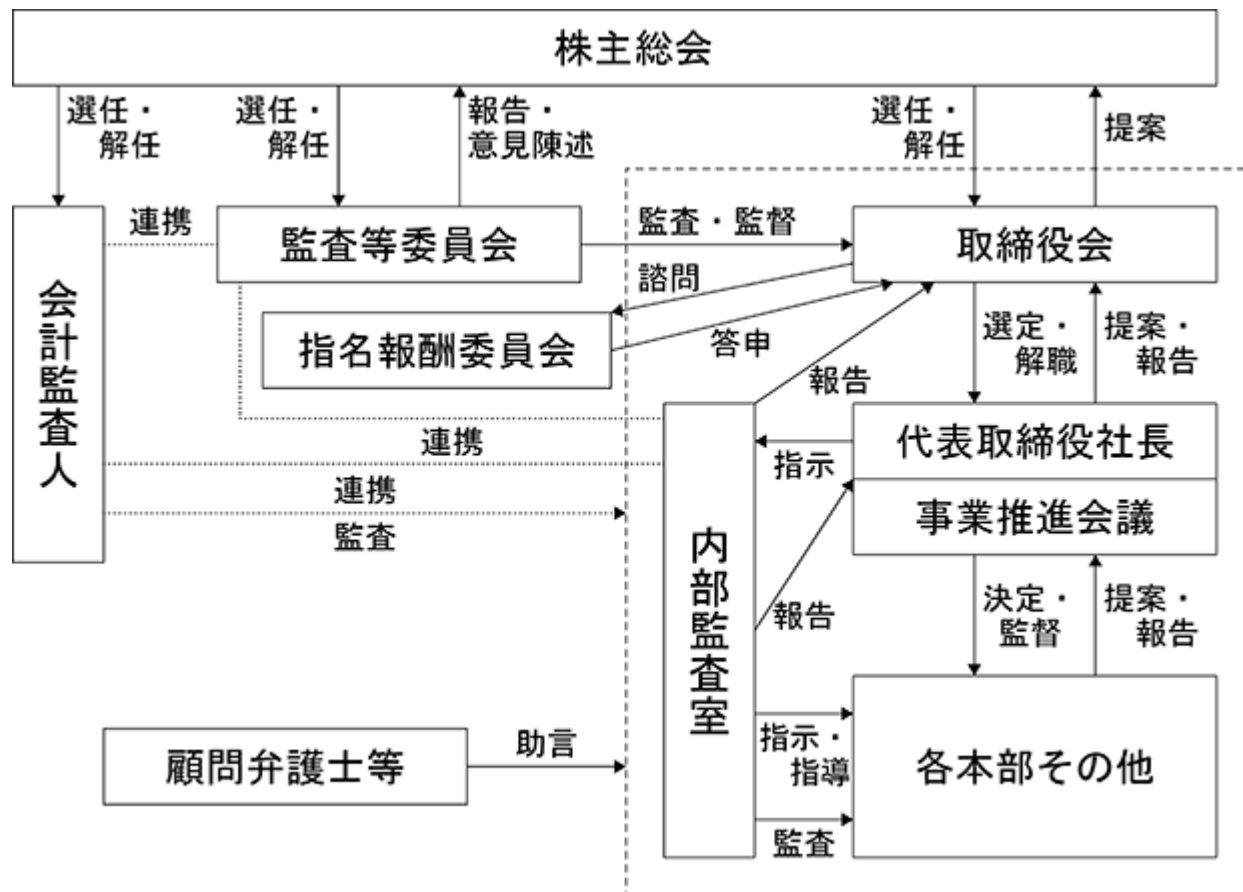 株主総会
選任・
解任
選任・
解任
報告・
意見陳述
選任・
解任
提案
連携
監査等委員会
監査・監督
取締役会
諮問
会計監査人
指名報酬委員会
答申
選定・
解職
提案・
報告
報告
連携
代表取締役社長
指示
連携
事業推進会議
監査
内部監査室
報告
決定・
監督
提案・
報告
顧問弁護士等
助言
指示・
指導
各本部その他
監査